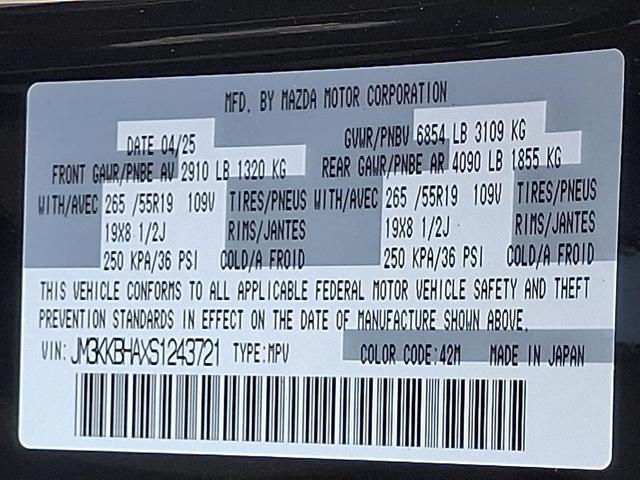 MFD. BY MAZDA MOTOR CORPORATION
DATE 04/25 GVWR/PNBV 6854 LB 3109 KG
FRONT GAWR/PNBE AV 2910 LB 1320 KG REAR GAWR/PNBE AR 4090 LB 1855 KG
WITH/AVEC 265 /55R19 109V TIRES/PNEUS WITH/AVEC 265 /55R19 109V TIRES/PNEUS
19X8 1/2J RIMS/JANTES 19X8 1/2J RIMS/JANTES
250 KPA/36 PSI COLD/A FROID 250 KPA/36 PSI COLD/A FROID
THIS VEHICLE CONFORMS TO ALL APPLICABLE FEDERAL MOTOR VEHICLE SAFETY AND THEFT
PREVENTION STANDARDS IN EFFECT ON THE DATE OF MANUFACTURE SHOWN ABOVE.
VIN: JM3KKBHAXS1243721 TYPE:MPV COLOR CODE:42M MADE IN JAPAN